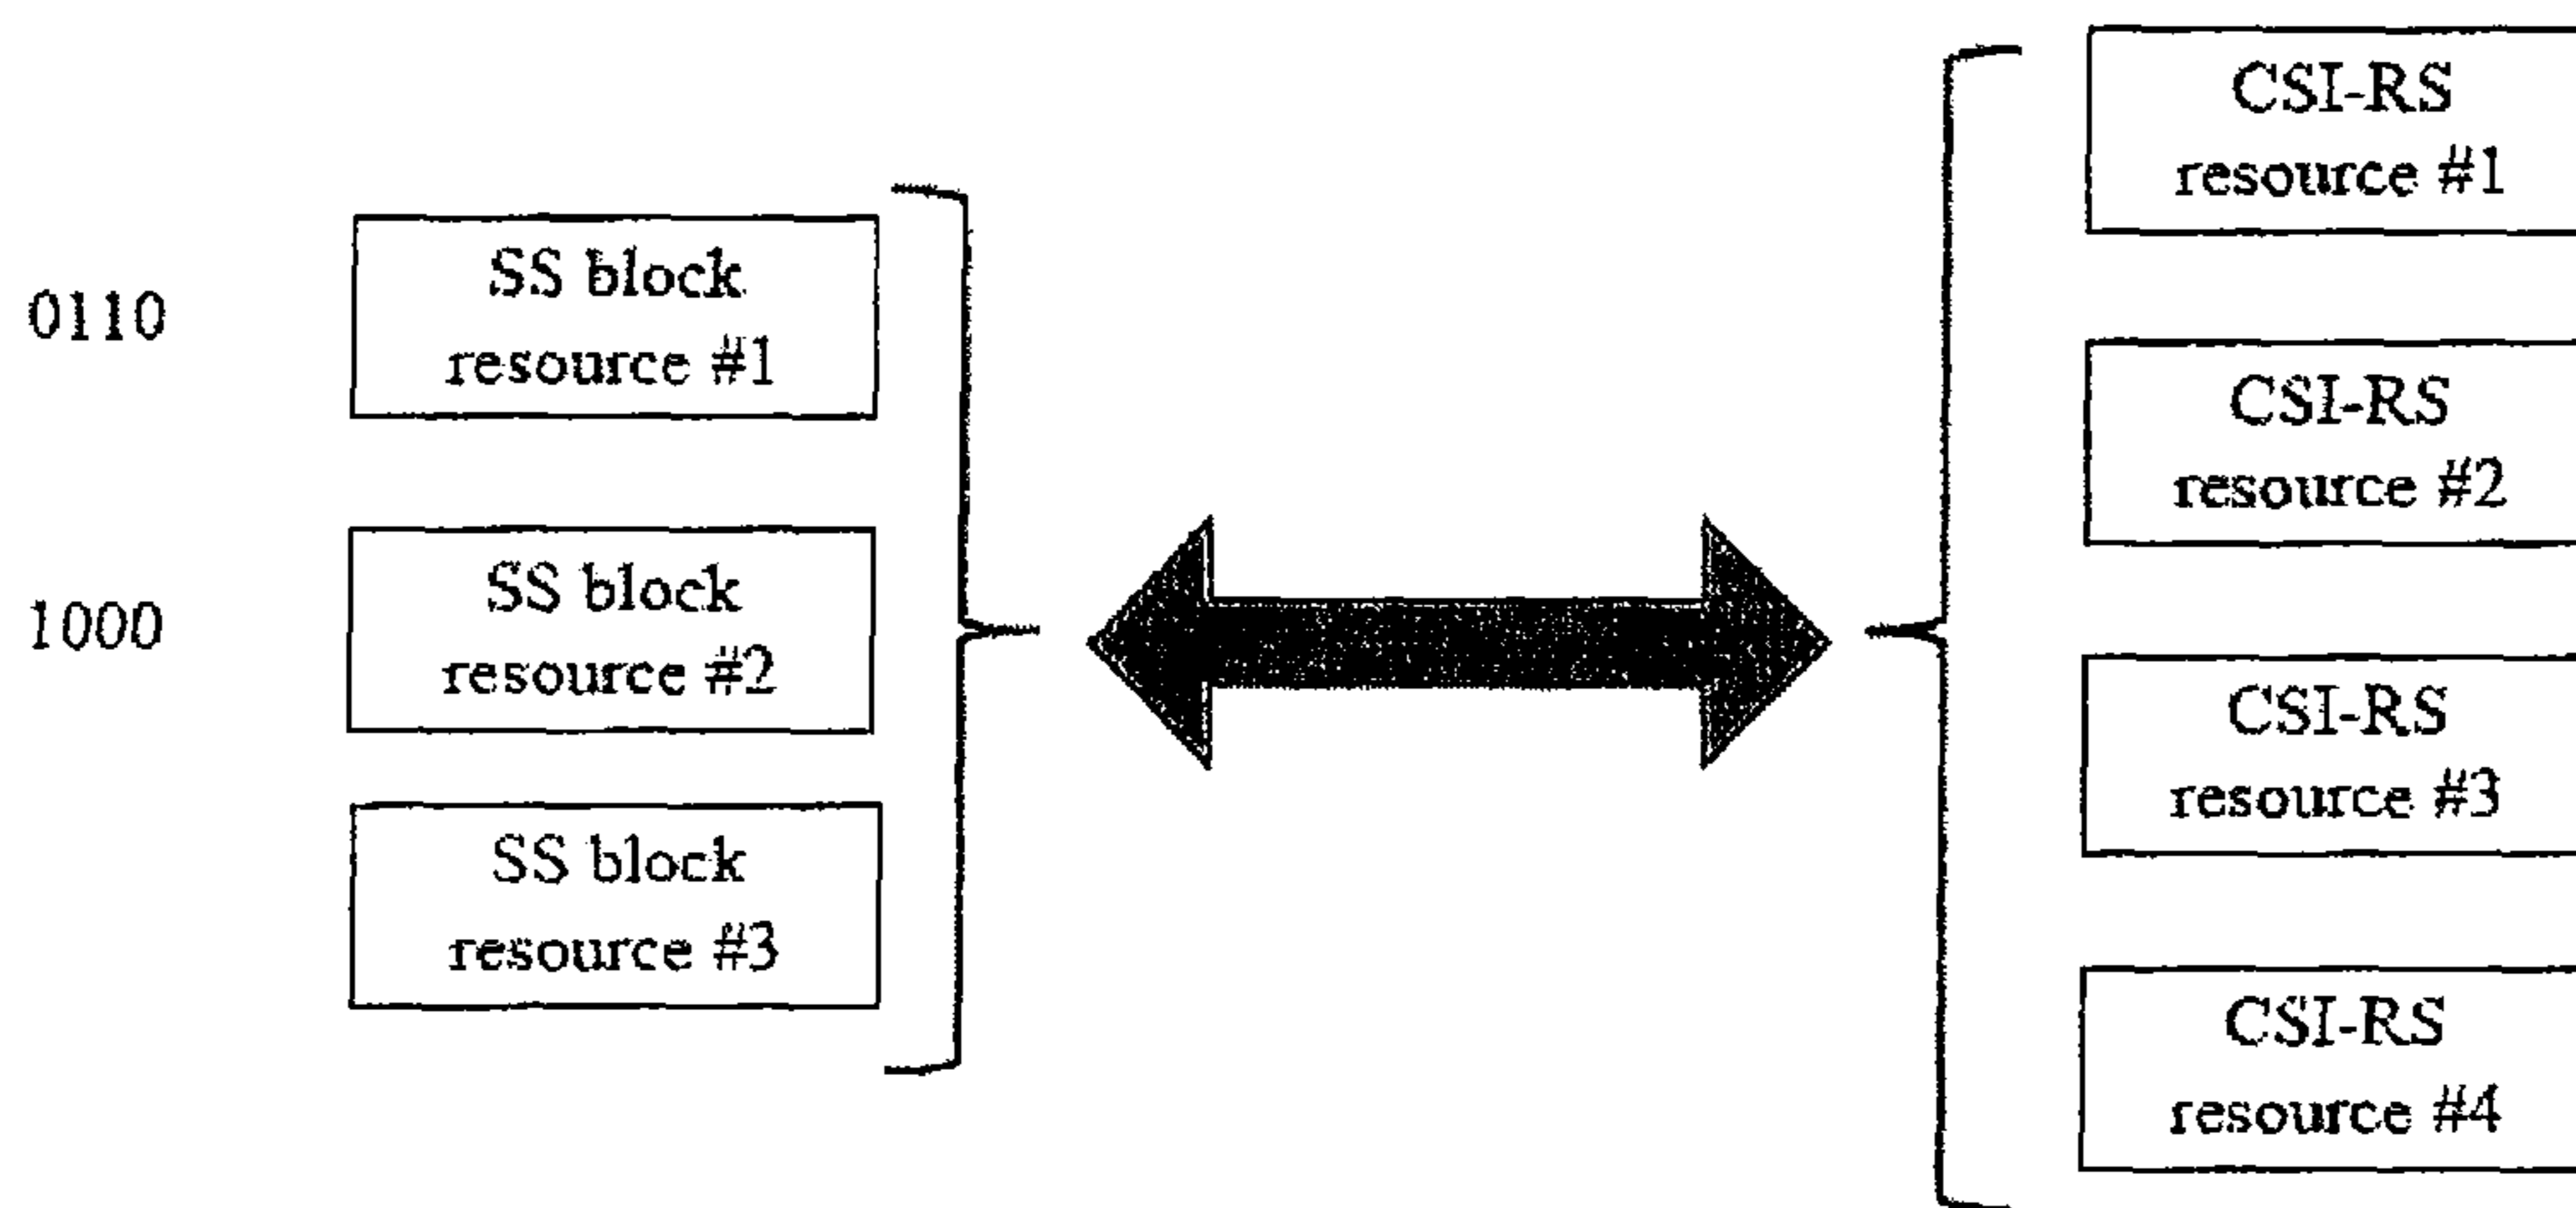 0110
SS block
resource #1
1000
SS block
resource #2
SS block
resource #3
CSI-RS
resource #1
CSI-RS
resource #2
CSI-RS
resource #3
CSI-RS
resource #4